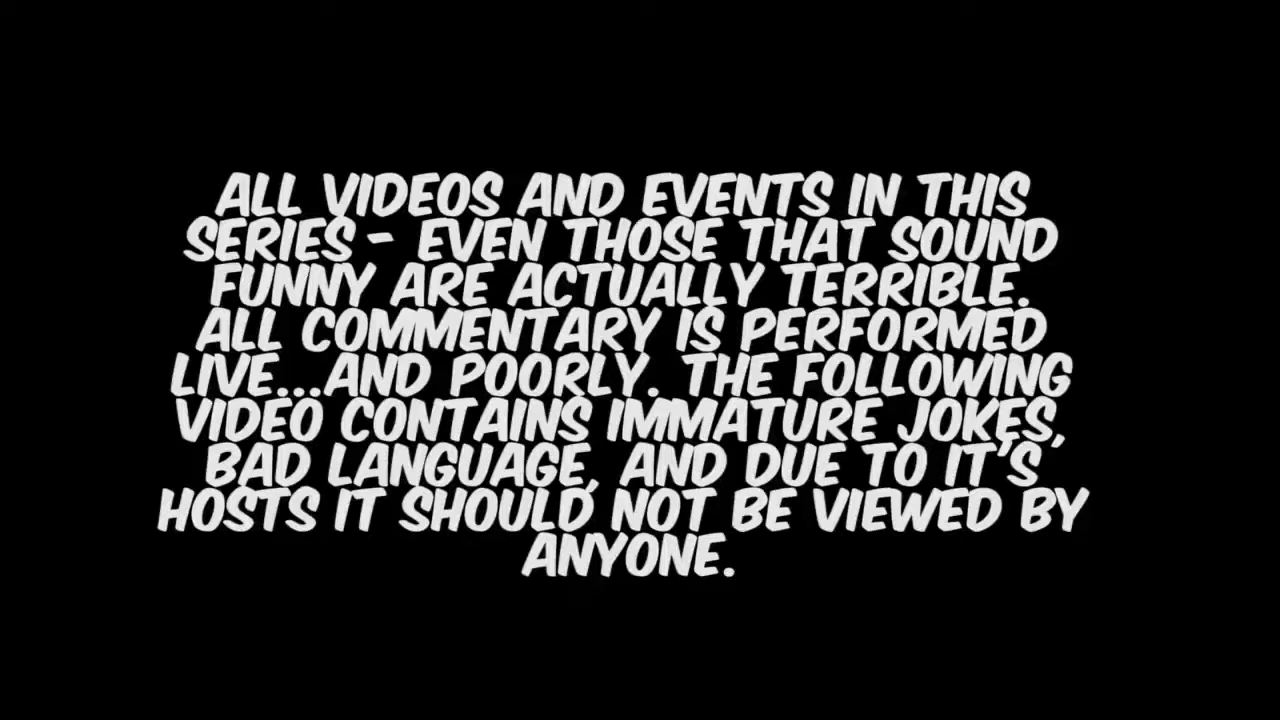 ALL VIDEOS AND EVENTS IN THIS
SERIES - EVEN THOSE THAT SOUND
FUNNY ARE ACTUALLY TERRIBLE.
ALL COMMENTARY IS PERFORMED
LIVE...AND POORLY. THE FOLLOWING
VIDEO CONTAINS IMMATURE JOKES,
BAD LANGUAGE, AND DUE TO IT'S
HOSTS IT SHOULD NOT BE VIEWED BY
ANYONE.